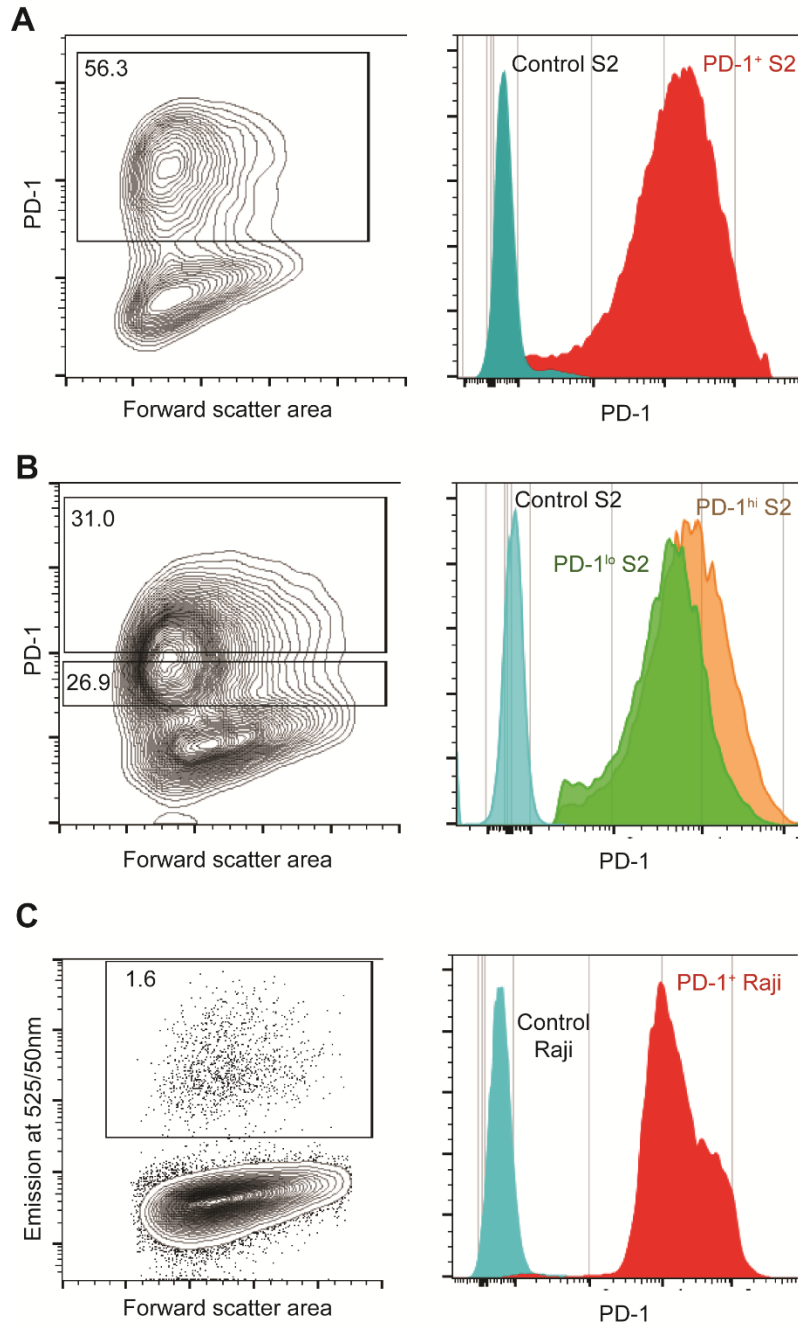 A
56.3
PD-1
Forward scatter area
Control S2
PD-1⁺ S2
PD-1
B
31.0
26.9
PD-1
Forward scatter area
Control S2
PD-1ʰⁱ S2
PD-1ˡᵒ S2
PD-1
C
1.6
Emission at 525/50nm
Forward scatter area
Control
Raji
PD-1⁺ Raji
PD-1